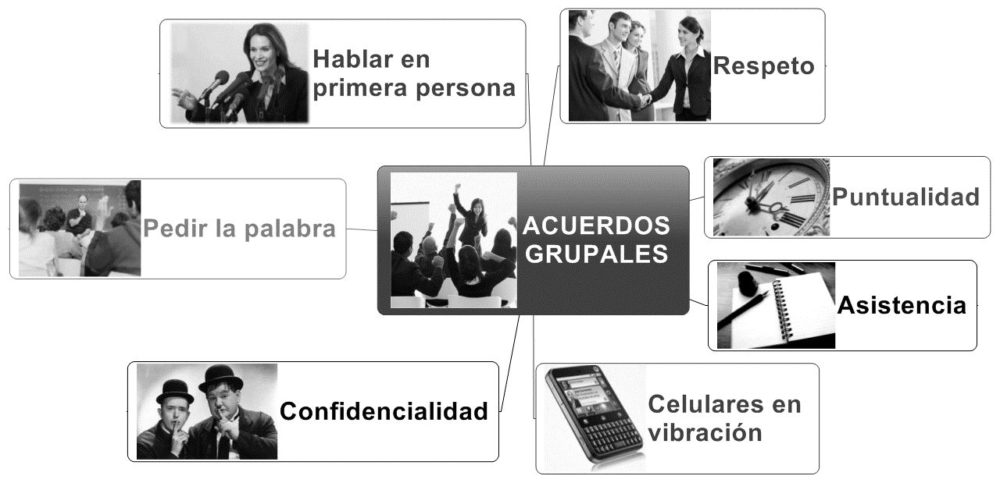 Hablar en
primera persona
Respeto
Pedir la palabra
ACUERDOS
GRUPALES
Puntualidad
Asistencia
Confidencialidad
Celulares en
vibración